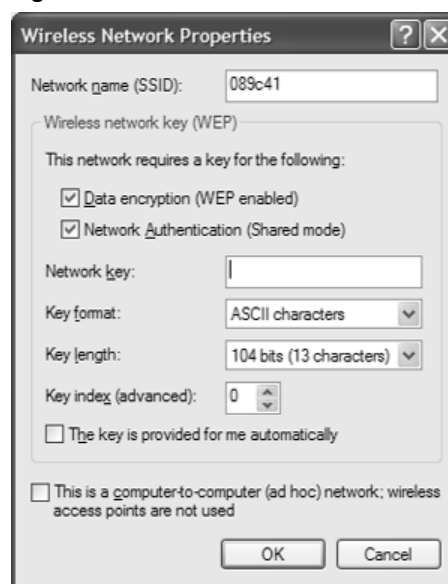 Wireless Network Properties
Network name (SSID): 089c41
Wireless network key (WEP)
This network requires a key for the following:
Data encryption (WEP enabled)
Network Authentication (Shared mode)
Network key:
Key format: ASCII characters
Key length: 104 bits (13 characters)
Key index (advanced): 0
The key is provided for me automatically
This is a computer-to-computer (ad hoc) network; wireless
access points are not used
OK Cancel